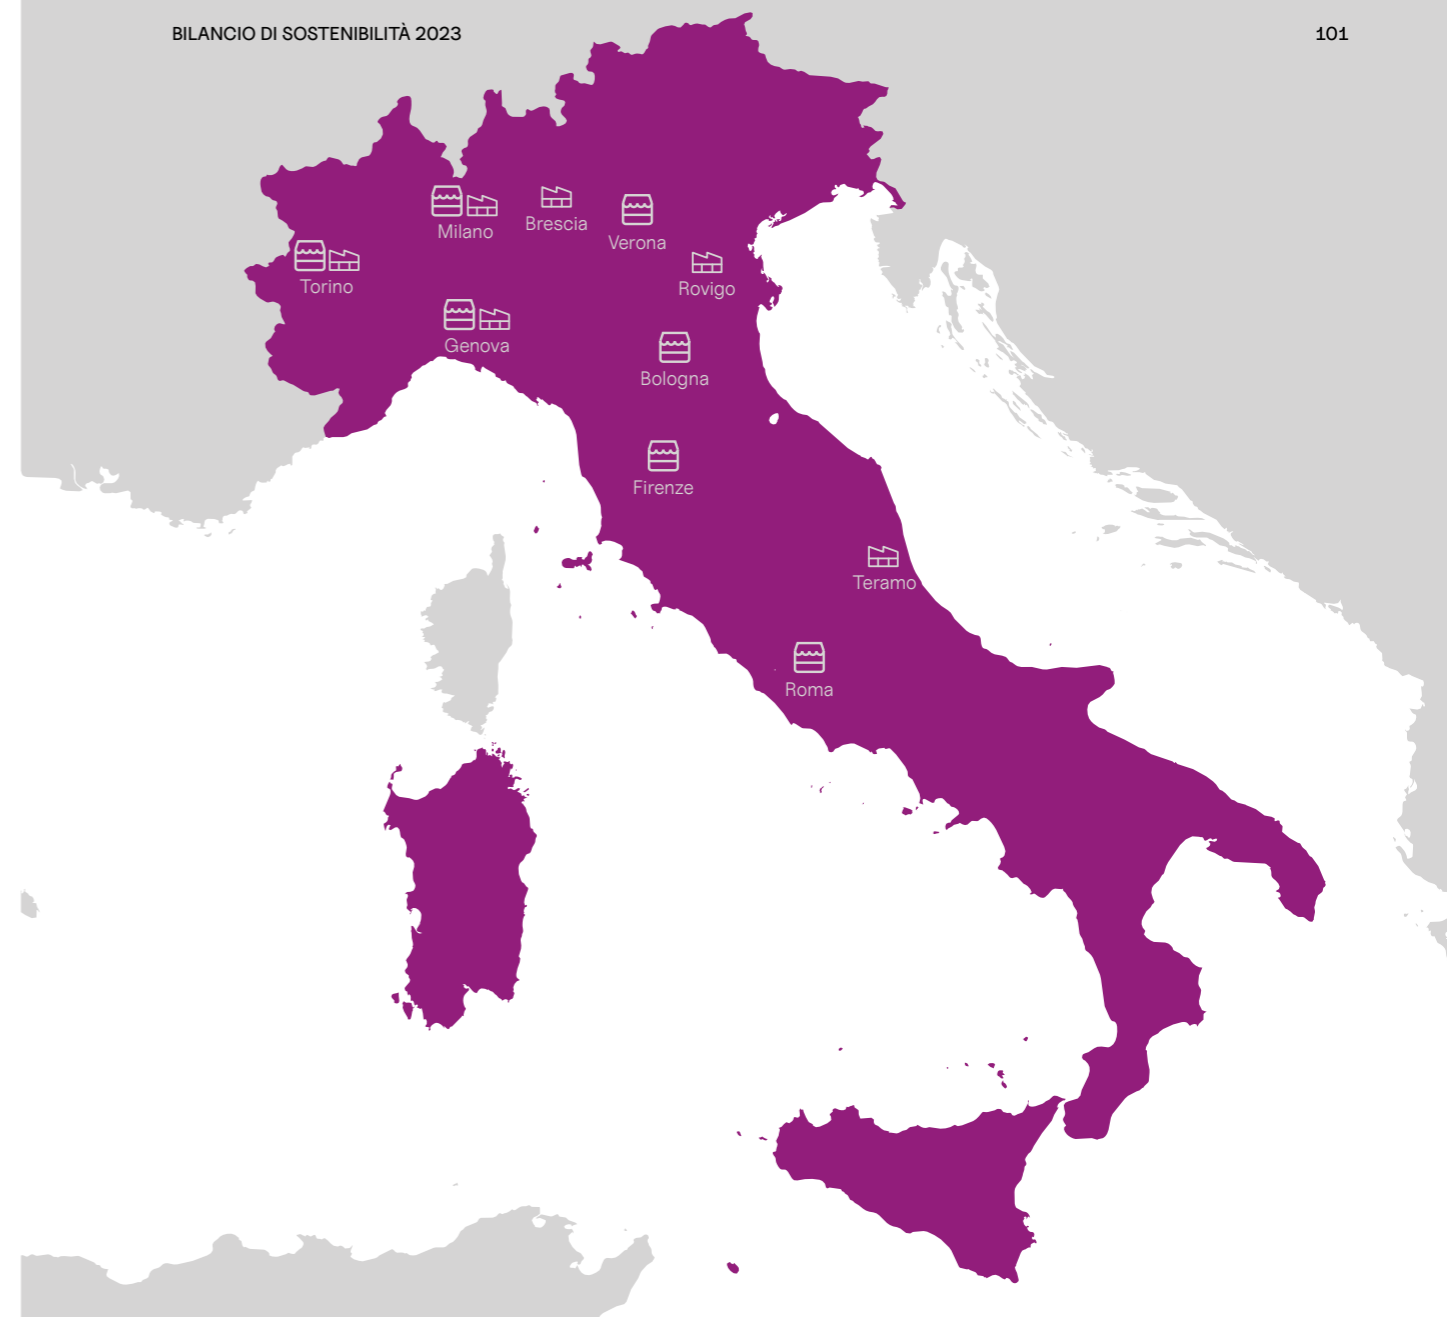 BILANCIO DI SOSTENIBILITÀ 2023
101
Milano
Brescia
Verona
Torino
Rovigo
Genova
Bologna
Firenze
Teramo
Roma